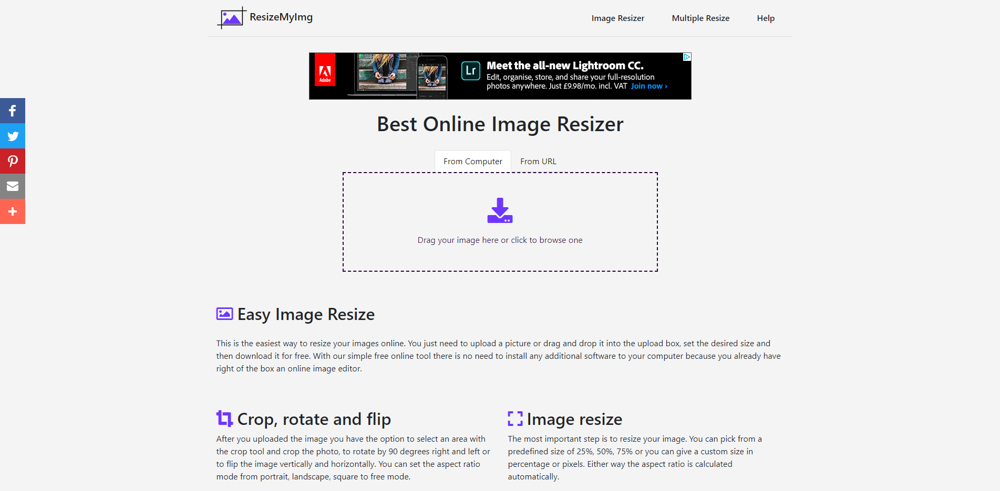 ResizeMyImg
Image Resizer
Multiple Resize
Help
Adobe
Lr
Meet the all-new Lightroom CC.
Edit, organise, store, and share your full-resolution
photos anywhere. Just £9.98/mo. incl. VAT Join now ›
Best Online Image Resizer
From Computer
From URL
Drag your image here or click to browse one
Easy Image Resize
This is the easiest way to resize your images online. You just need to upload a picture or drag and drop it into the upload box, set the desired size and
then download it for free. With our simple free online tool there is no need to install any additional software to your computer because you already have
right of the box an online image editor.
Crop, rotate and flip
After you uploaded the image you have the option to select an area with
the crop tool and crop the photo, to rotate by 90 degrees right and left or
to flip the image vertically and horizontally. You can set the aspect ratio
mode from portrait, landscape, square to free mode.
Image resize
The most important step is to resize your image. You can pick from a
predefined size of 25%, 50%, 75% or you can give a custom size in
percentage or pixels. Either way the aspect ratio is calculated
automatically.